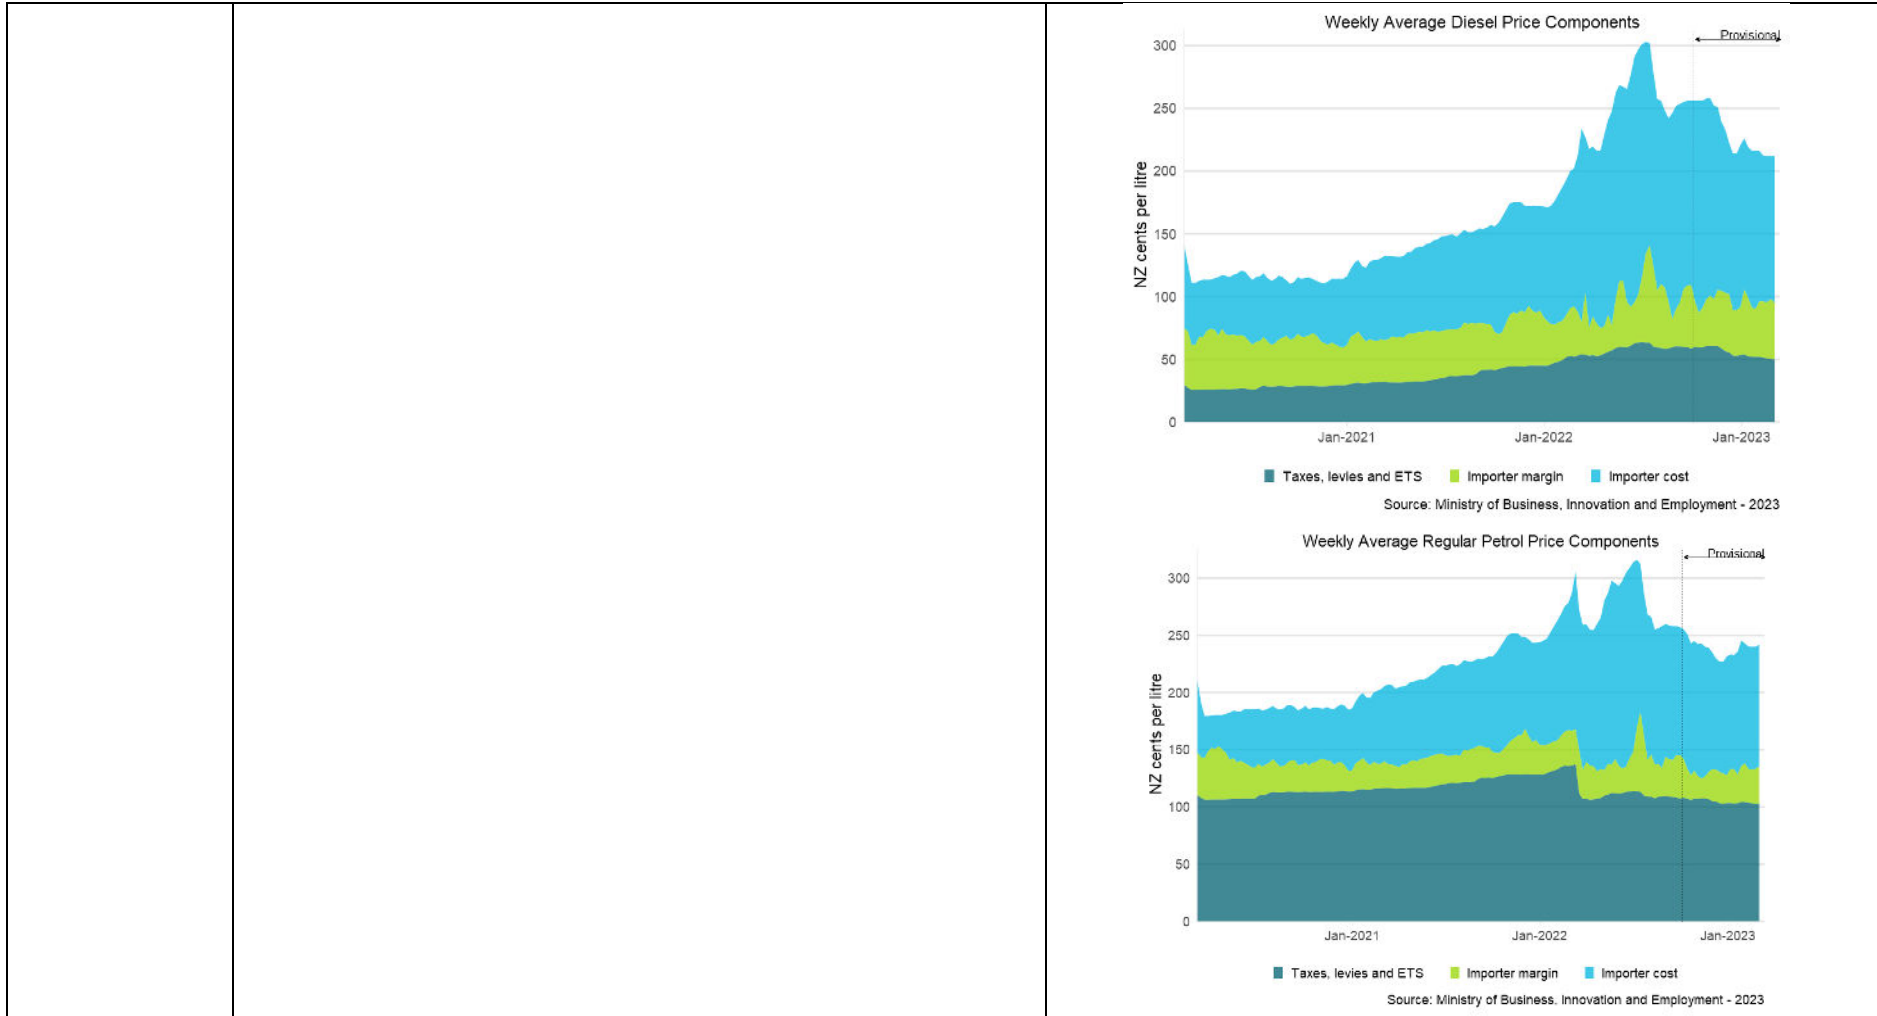 Weekly Average Diesel Price Components
Provisional
300
250
200
150
100
50
0
NZ cents per litre
Jan-2021 Jan-2022 Jan-2023
Taxes, levies and ETS Importer margin Importer cost
Source: Ministry of Business, Innovation and Employment - 2023
Weekly Average Regular Petrol Price Components
Provisional
300
250
200
150
100
50
0
NZ cents per litre
Jan-2021 Jan-2022 Jan-2023
Taxes, levies and ETS Importer margin Importer cost
Source: Ministry of Business, Innovation and Employment - 2023